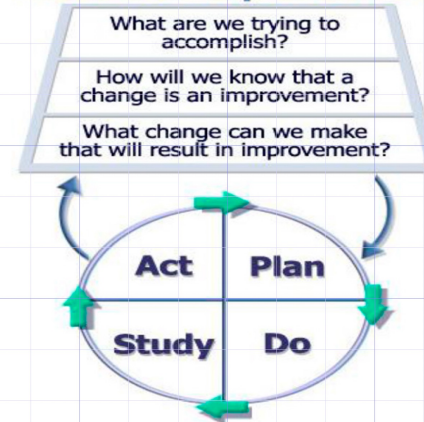 What are we trying to
accomplish?
How will we know that a
change is an improvement?
What change can we make
that will result in improvement?
Act
Plan
Study
Do